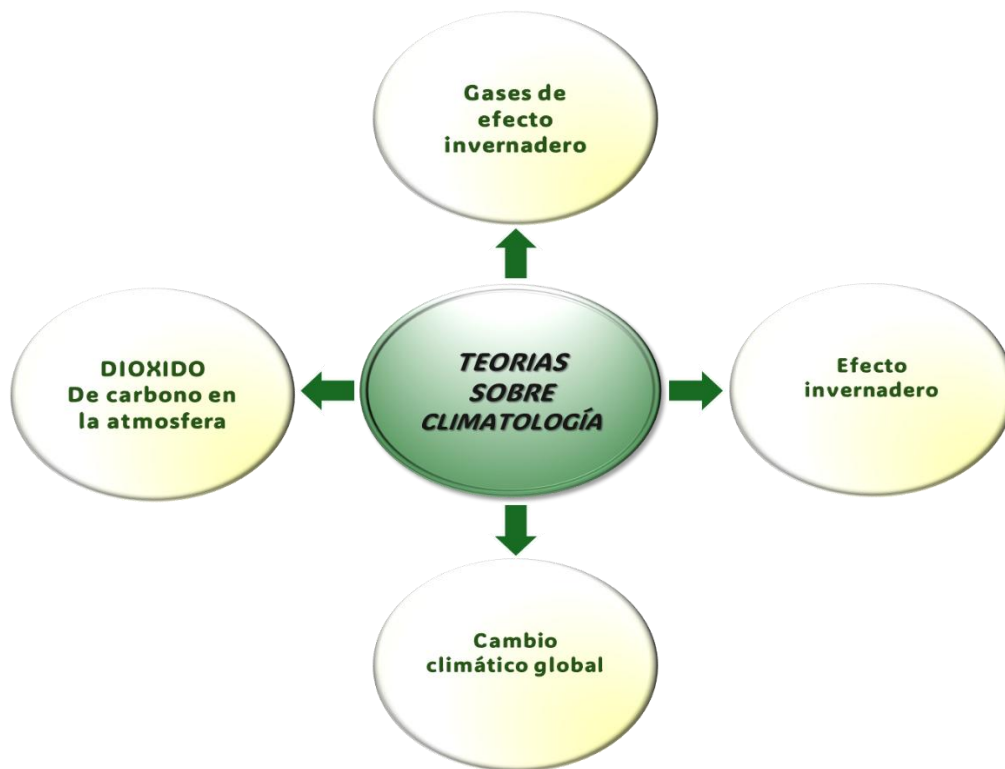 Gases de
efecto
invernadero
DIOXIDO
De carbono en
la atmosfera
TEORIAS
SOBRE
CLIMATOLOGÍA
Efecto
invernadero
Cambio
climático global